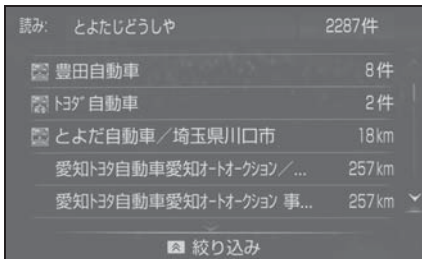 読み: とよたじどうしや 2287件
豊田自動車 8件
ﾄﾖﾀﾞ自動車 2件
とよだ自動車／埼玉県川口市 18km
愛知ﾄﾖﾀ自動車愛知ｵｰﾄｵｰｸｼｮﾝ／... 257km
愛知ﾄﾖﾀ自動車愛知ｵｰﾄｵｰｸｼｮﾝ 事... 257km
絞り込み